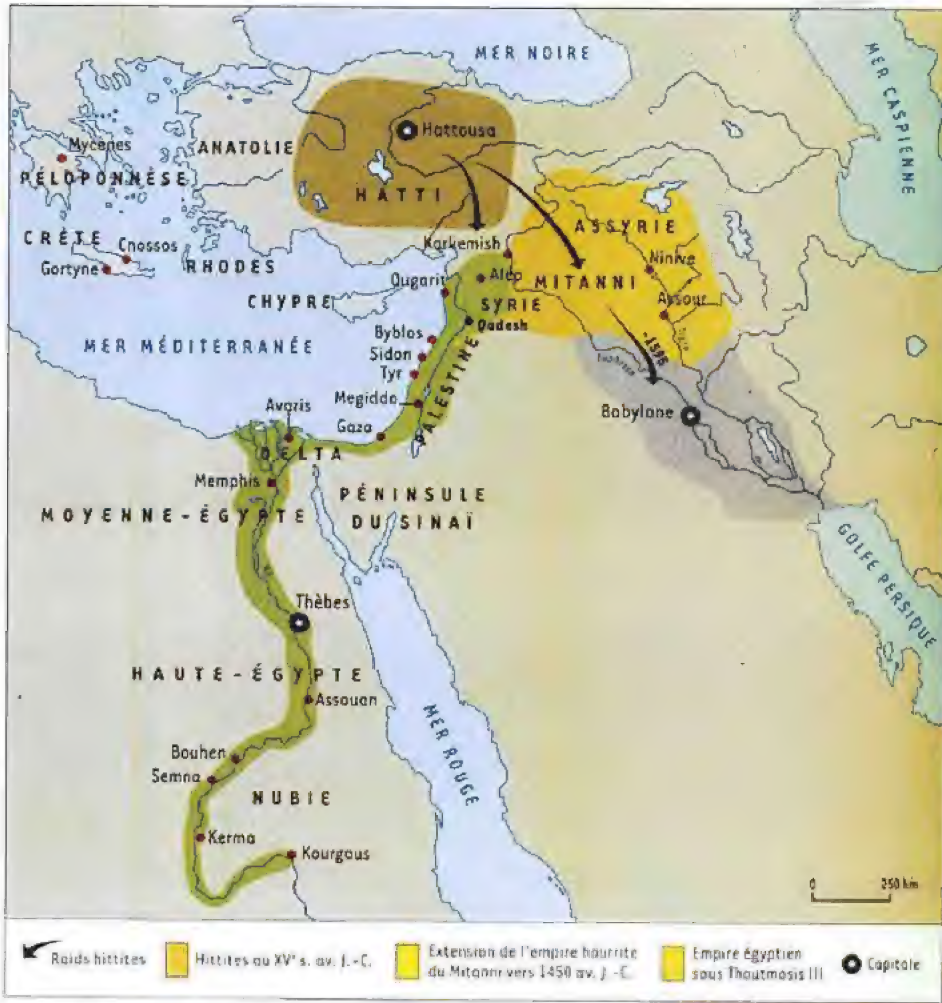 MER NOIRE
MER CASPIENNE
Hattousa
Mycènes
ANATOLIE
PÉLOPONNÈSE
HATTI
ASSYRIE
CRÈTE
Cnossos
Karkemish
Gortyne
RHODES
Ninive
Ougarit
Alep
MITANNI
CHYPRE
SYRIE
Assour
Qadesh
Byblos
-1595
Tigre
MER MÉDITERRANÉE
Sidon
Euphrate
Tyr
PALESTINE
Megiddo
Babylone
Avaris
Gaza
DELTA
Memphis
PÉNINSULE
DU SINAÏ
MOYENNE-ÉGYPTE
GOLFE PERSIQUE
Thèbes
HAUTE-ÉGYPTE
Assouan
MER ROUGE
Bouhen
Semna
NUBIE
Kerma
Kourgous
0 250 km
Raids hittites
Hittites au XVe s. av. J.-C.
Extension de l'empire hourrite
du Mitanni vers 1450 av. J.-C.
Empire égyptien
sous Thoutmosis III
Capitale